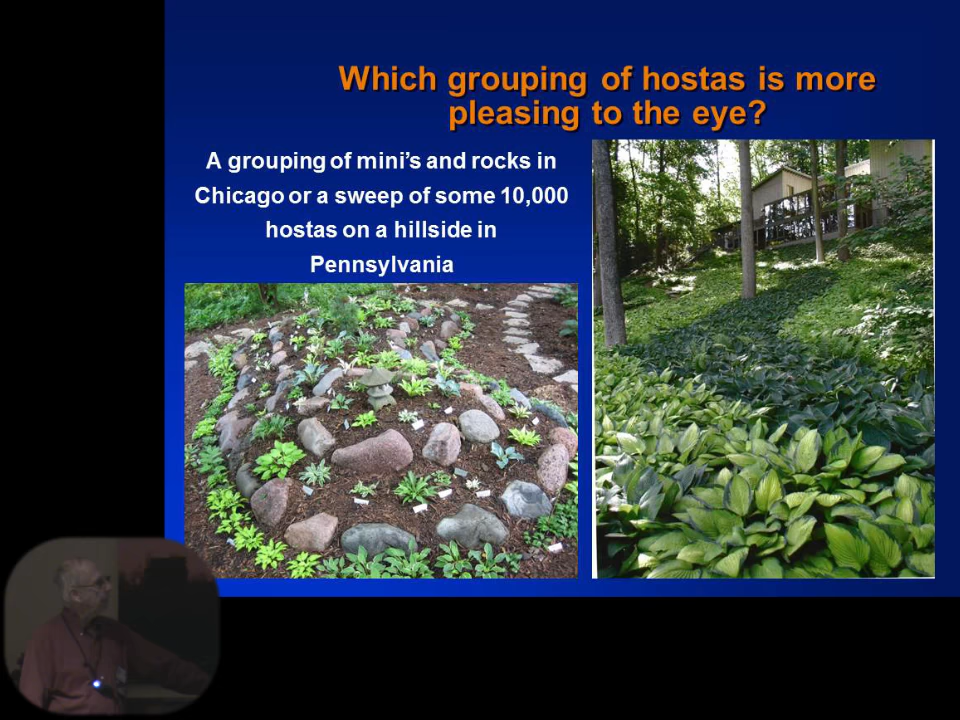 Which grouping of hostas is more
pleasing to the eye?
A grouping of mini’s and rocks in
Chicago or a sweep of some 10,000
hostas on a hillside in
Pennsylvania